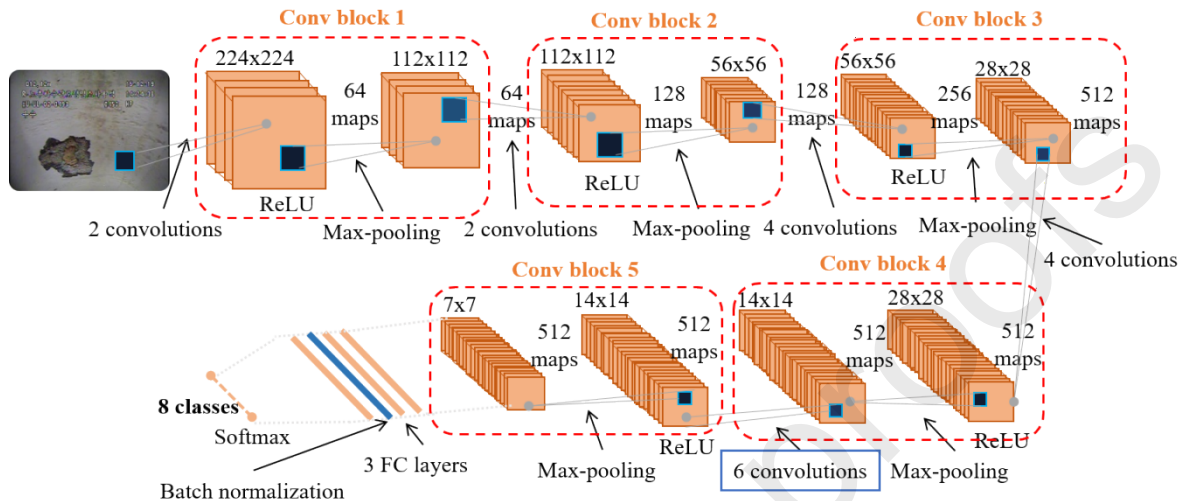 Conv block 1
Conv block 2
Conv block 3
224x224
112x112
112x112
56x56
56x56
28x28
64
maps
64
maps
128
maps
128
maps
256
maps
512
maps
ReLU
ReLU
ReLU
2 convolutions
Max-pooling
2 convolutions
Max-pooling
4 convolutions
Max-pooling
4 convolutions
Conv block 5
Conv block 4
7x7
14x14
14x14
28x28
512
maps
512
maps
512
maps
512
maps
8 classes
Softmax
ReLU
ReLU
3 FC layers
Max-pooling
6 convolutions
Max-pooling
Batch normalization
proofs